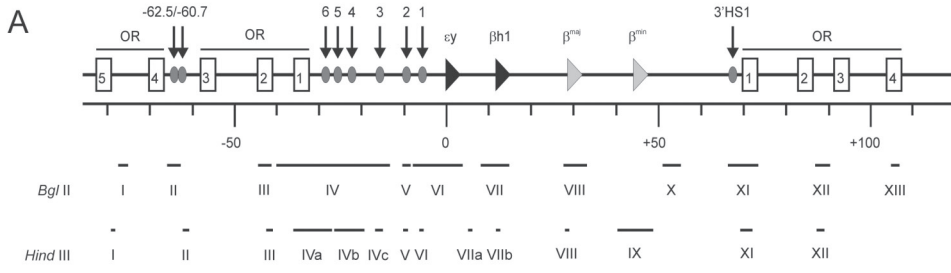 A
-62.5/-60.7 6 5 4 3 2 1 3'HS1
OR OR εy βh1 βmaj βmin OR
5 4 3 2 1 1 2 3 4
-50 0 +50 +100
Bgl II I II III IV V VI VII VIII X XI XII XIII
Hind III I II III IVa IVb IVc V VI VIIa VIIb VIII IX XI XII